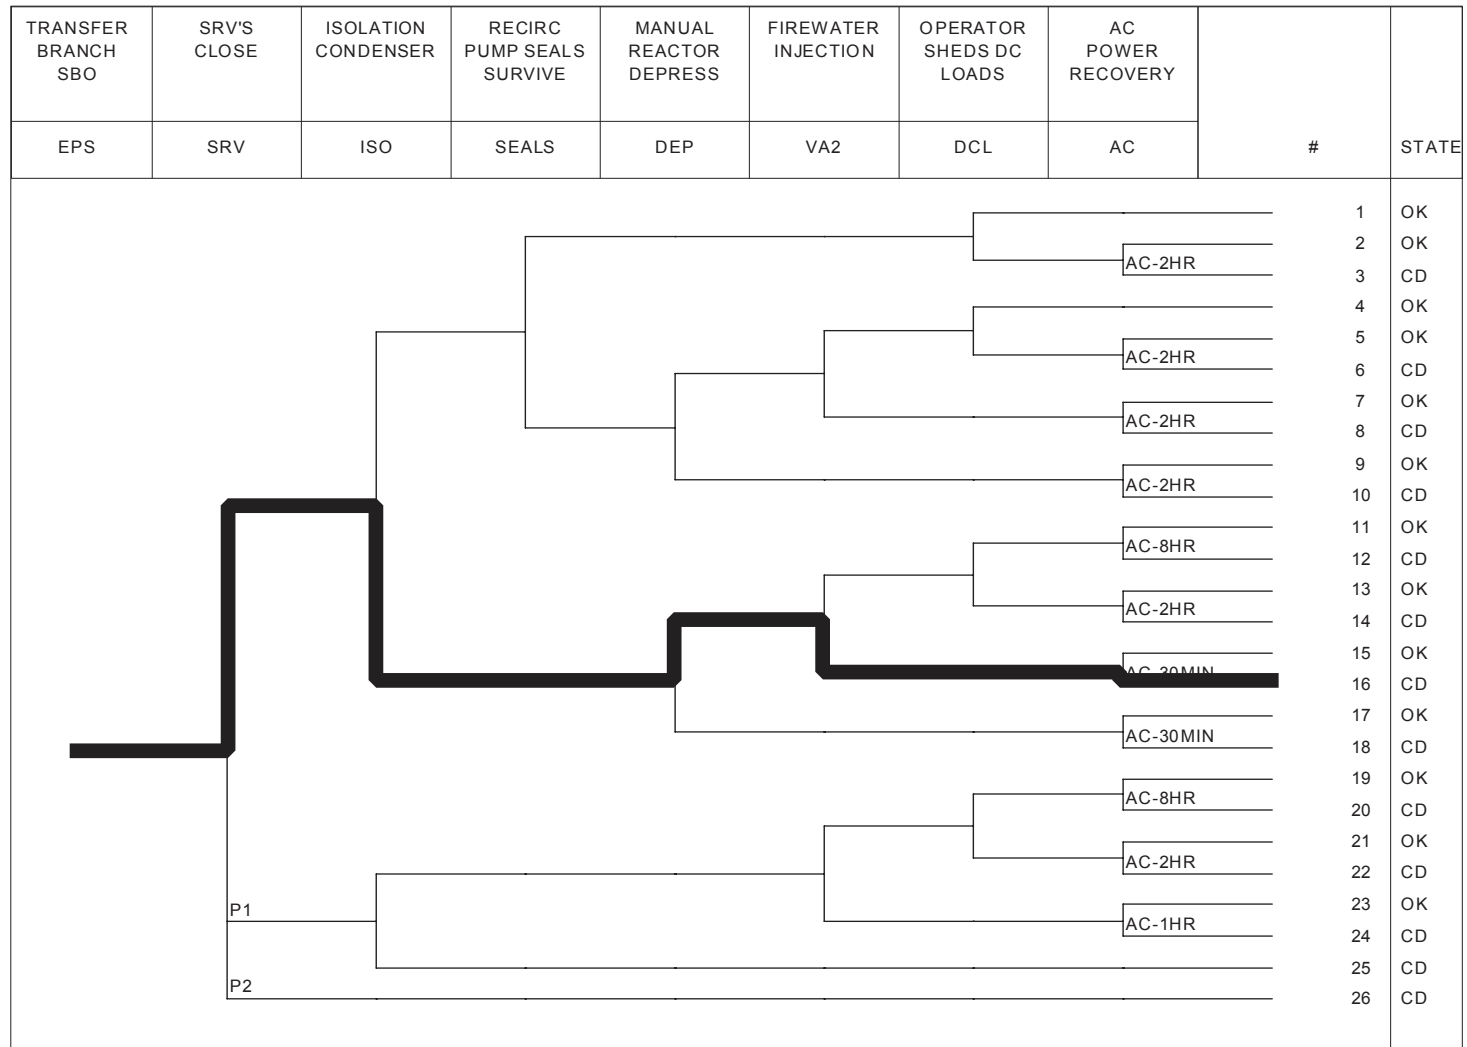 TRANSFER BRANCH SBO
SRV'S CLOSE
ISOLATION CONDENSER
RECIRC PUMP SEALS SURVIVE
MANUAL REACTOR DEPRESS
FIREWATER INJECTION
OPERATOR SHEDS DC LOADS
AC POWER RECOVERY
EPS SRV ISO SEALS DEP VA2 DCL AC # STATE
1 OK
2 OK
AC-2HR
3 CD
4 OK
5 OK
AC-2HR
6 CD
7 OK
AC-2HR
8 CD
9 OK
AC-2HR
10 CD
11 OK
AC-8HR
12 CD
13 OK
AC-2HR
14 CD
15 OK
AC-30MIN
16 CD
17 OK
AC-30MIN
18 CD
19 OK
AC-8HR
20 CD
21 OK
AC-2HR
22 CD
23 OK
P1
AC-1HR
24 CD
25 CD
P2
26 CD